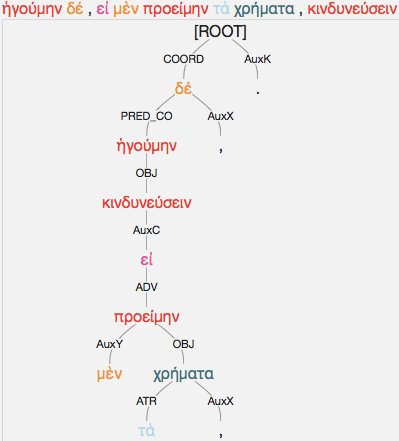 ἡγούμην δέ , εἰ μὲν προείμην τὰ χρήματα , κινδυνεύσειν
[ROOT]
COORD AuxK
δέ .
PRED_CO AuxX
ἡγούμην ,
OBJ
κινδυνεύσειν
AuxC
εἰ
ADV
προείμην
AuxY OBJ
μὲν χρήματα
ATR AuxX
τὰ ,